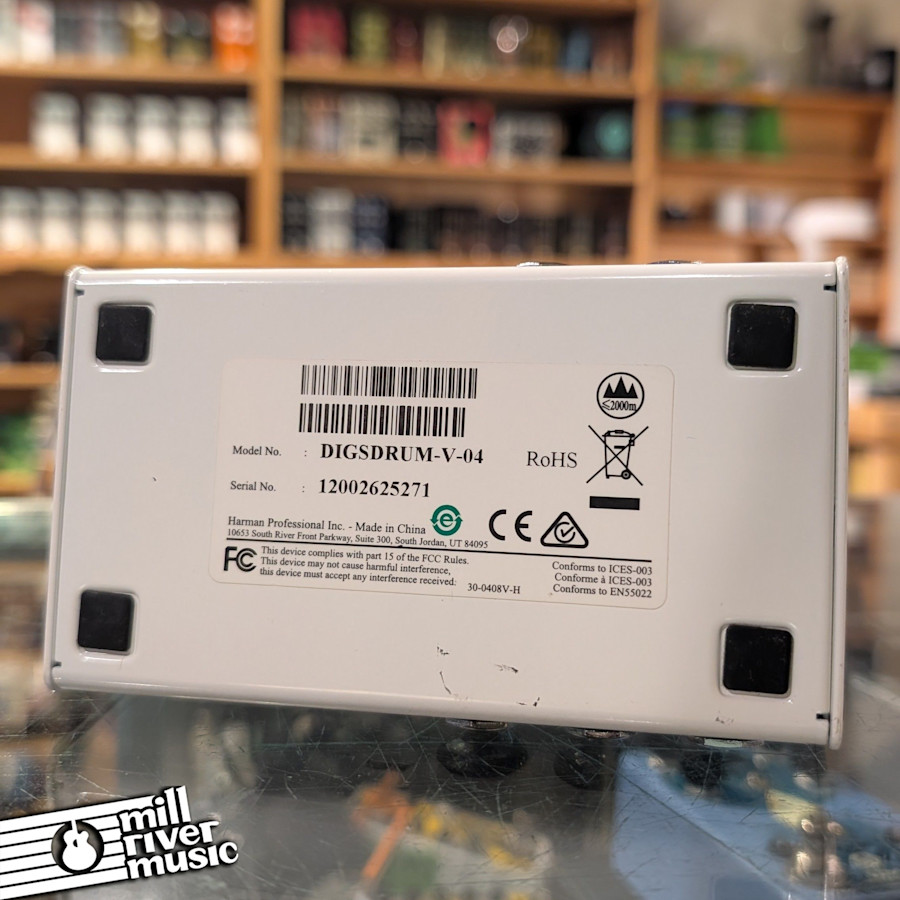 ≤2000m
Model No. : DIGSDRUM-V-04
RoHS
Serial No. : 12002625271
Harman Professional Inc. - Made in China
10653 South River Front Parkway, Suite 300, South Jordan, UT 84095
e
CE
FC
This device complies with part 15 of the FCC Rules.
This device may not cause harmful interference,
this device must accept any interference received:
30-0408V-H
Conforms to ICES-003
Conforme à ICES-003
Conforms to EN55022
mill
river
music